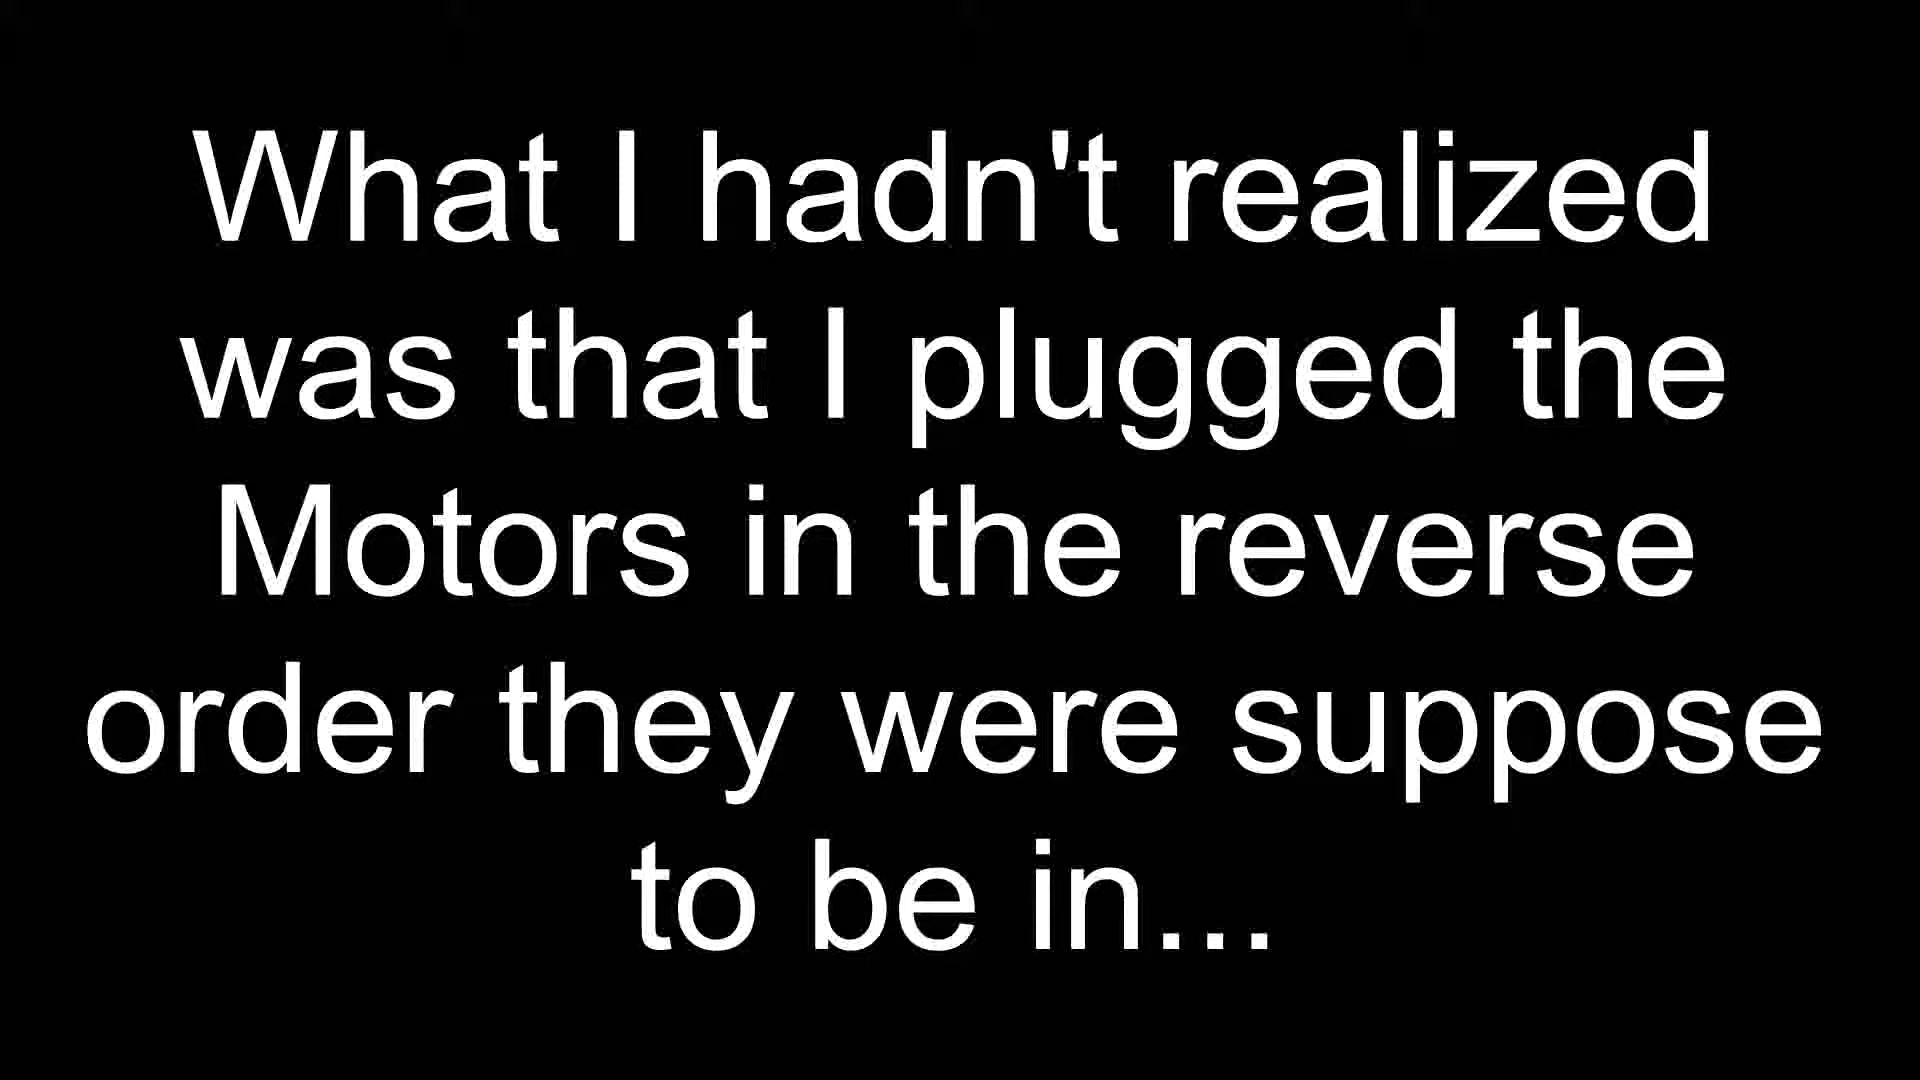 What I hadn't realized
was that I plugged the
Motors in the reverse
order they were suppose
to be in...